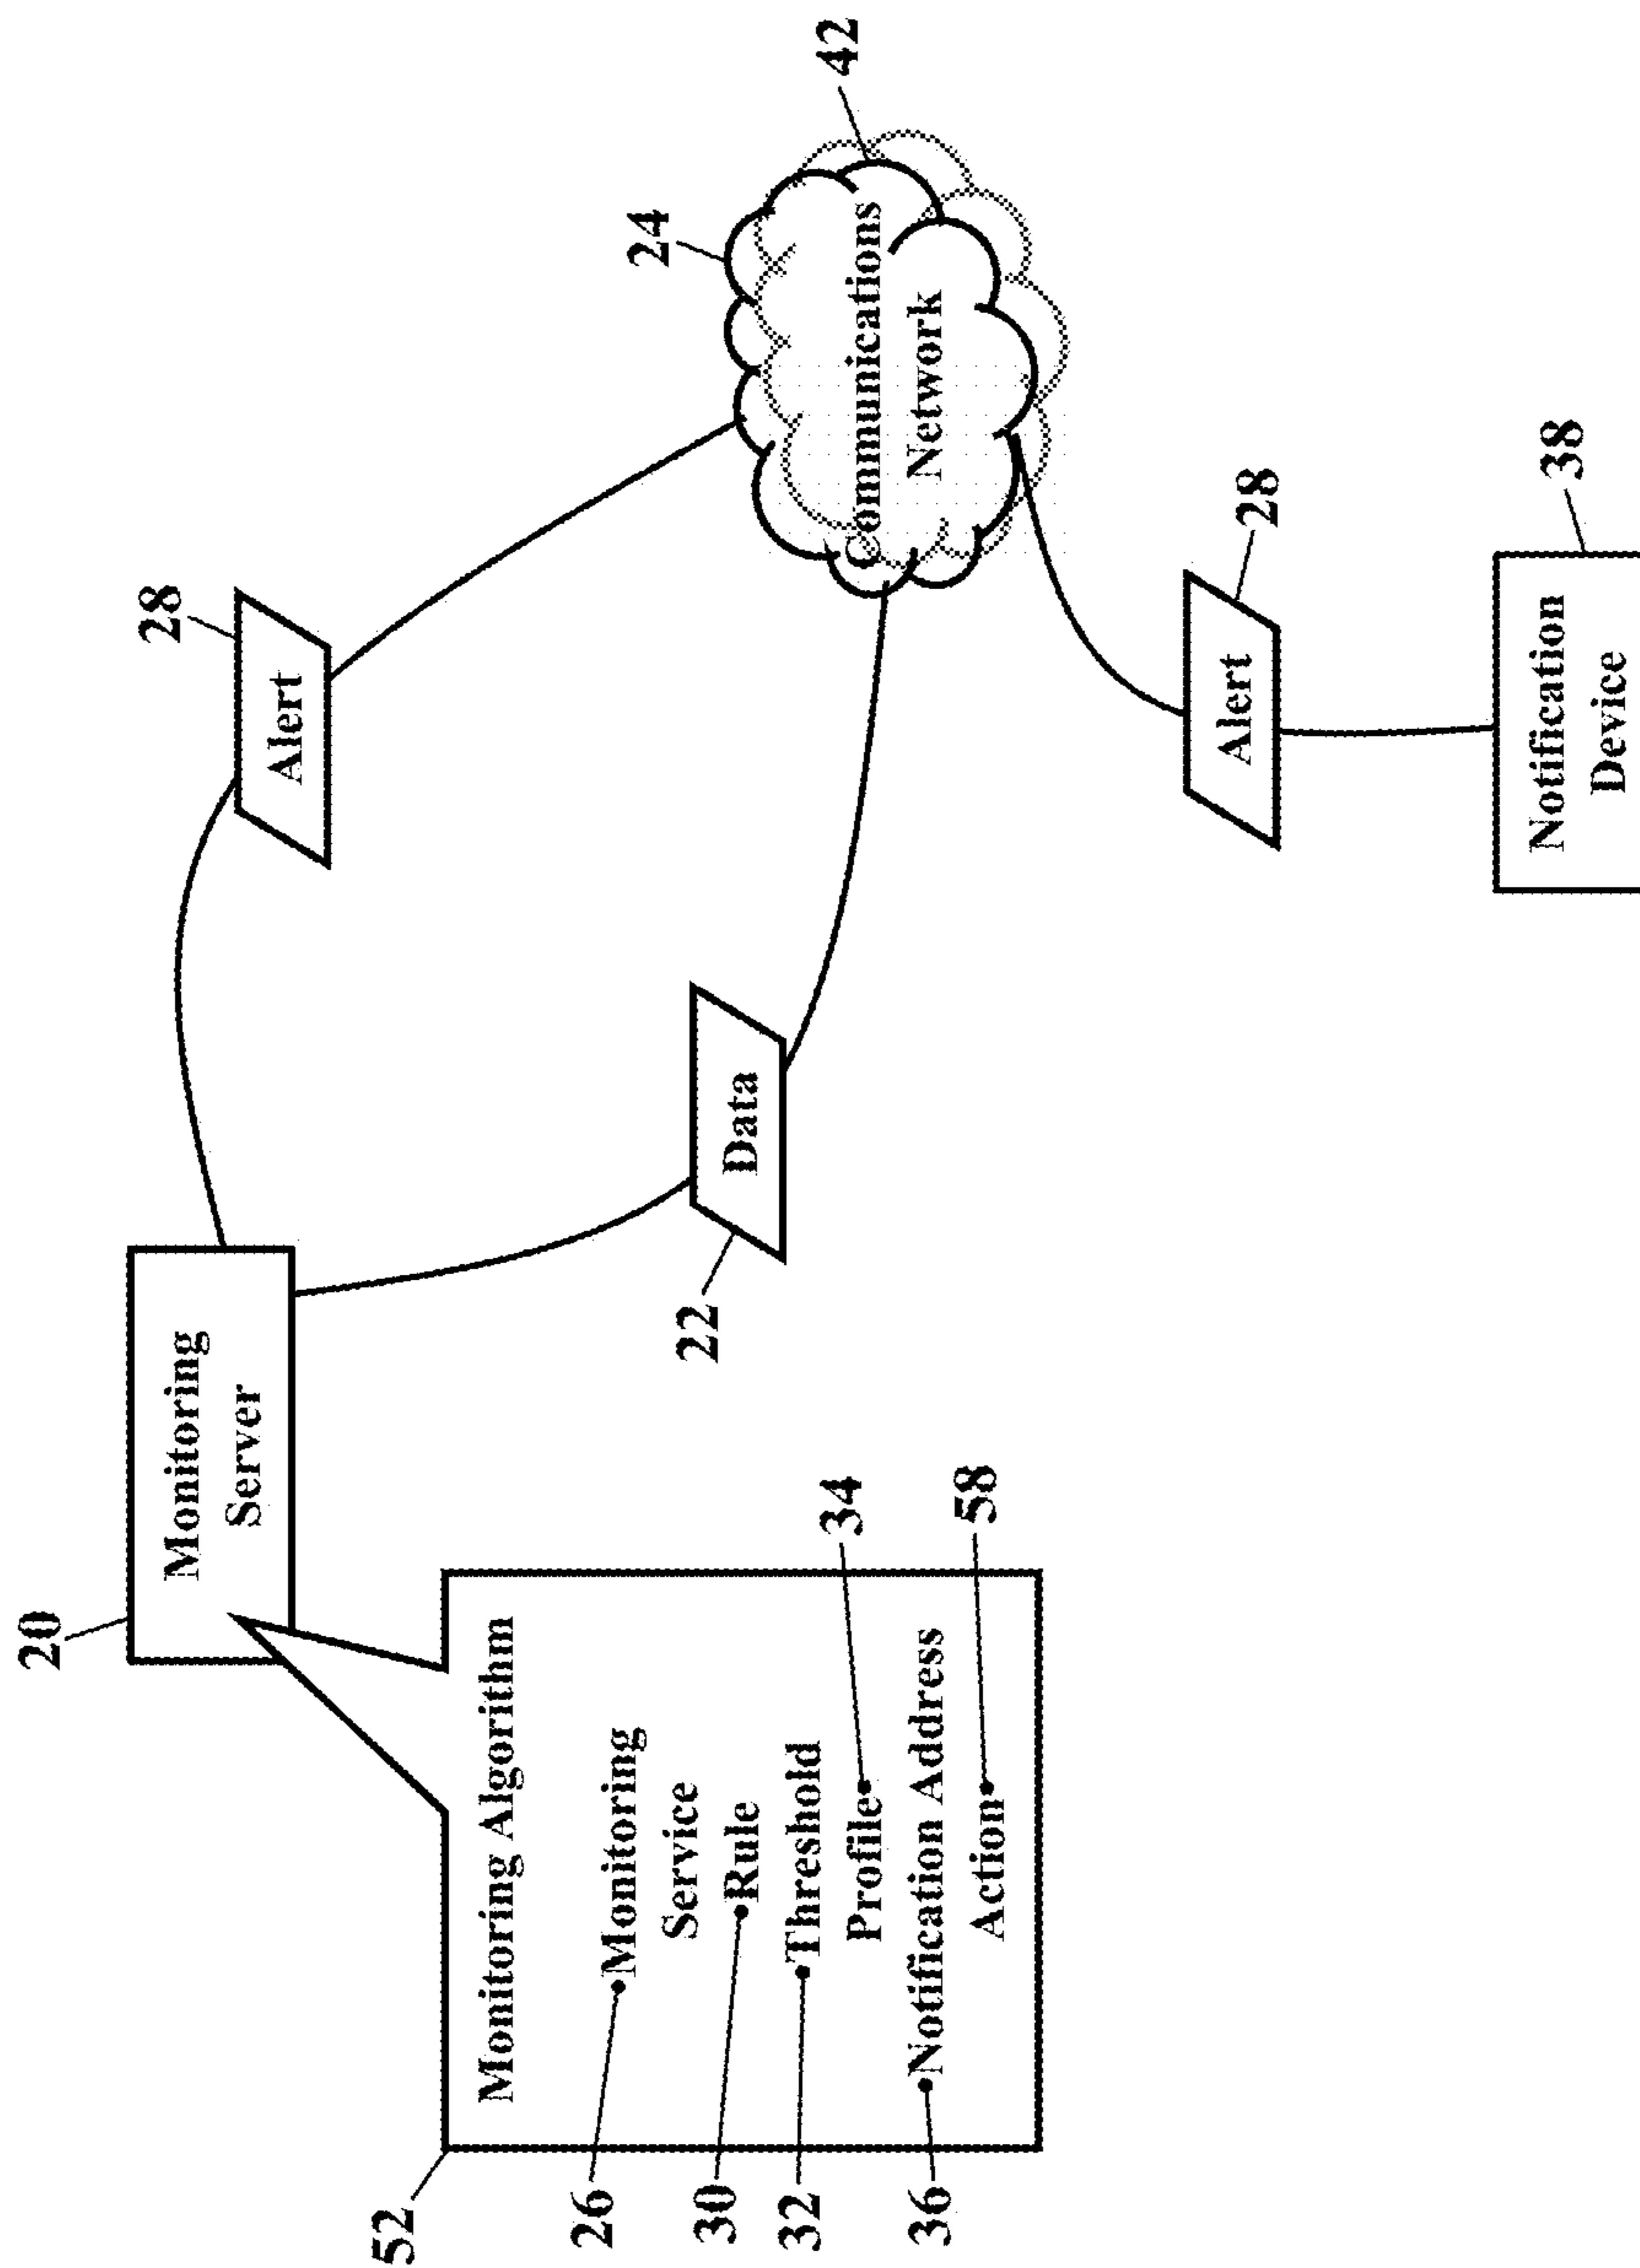 20
Monitoring
Server
28
Alert
52
Monitoring Algorithm
26
Monitoring
Service
30
Rule
32
Threshold
34
Profile
36
Notification Address
58
Action
22
Data
24
42
Communications
Network
28
Alert
38
Notification
Device